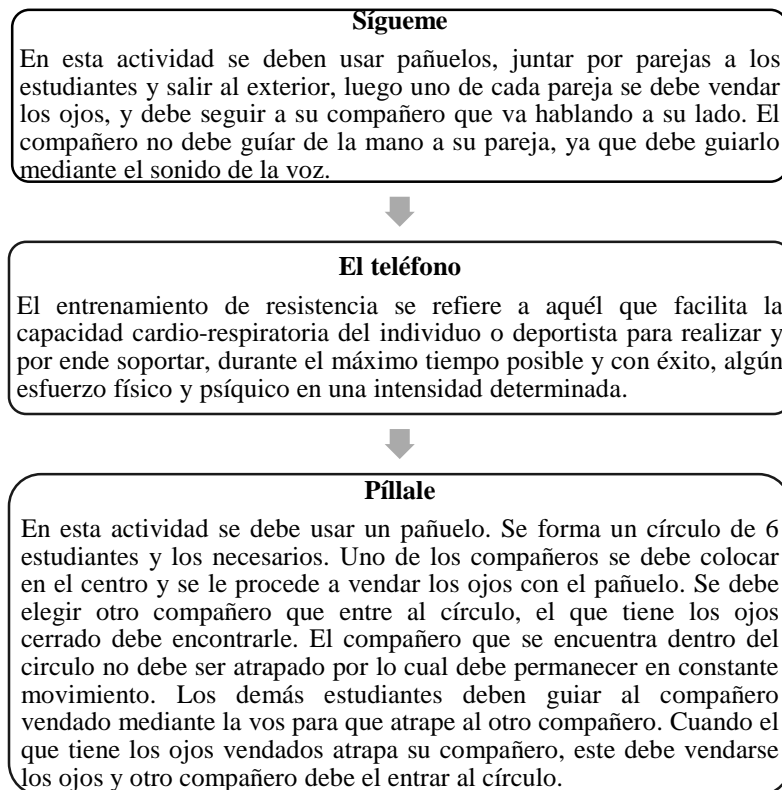 Sígueme
En esta actividad se deben usar pañuelos, juntar por parejas a los
estudiantes y salir al exterior, luego uno de cada pareja se debe vendar
los ojos, y debe seguir a su compañero que va hablando a su lado. El
compañero no debe guíar de la mano a su pareja, ya que debe guiarlo
mediante el sonido de la voz.
El teléfono
El entrenamiento de resistencia se refiere a aquél que facilita la
capacidad cardio-respiratoria del individuo o deportista para realizar y
por ende soportar, durante el máximo tiempo posible y con éxito, algún
esfuerzo físico y psíquico en una intensidad determinada.
Píllale
En esta actividad se debe usar un pañuelo. Se forma un círculo de 6
estudiantes y los necesarios. Uno de los compañeros se debe colocar
en el centro y se le procede a vendar los ojos con el pañuelo. Se debe
elegir otro compañero que entre al círculo, el que tiene los ojos
cerrado debe encontrarle. El compañero que se encuentra dentro del
circulo no debe ser atrapado por lo cual debe permanecer en constante
movimiento. Los demás estudiantes deben guiar al compañero
vendado mediante la vos para que atrape al otro compañero. Cuando el
que tiene los ojos vendados atrapa su compañero, este debe vendarse
los ojos y otro compañero debe el entrar al círculo.